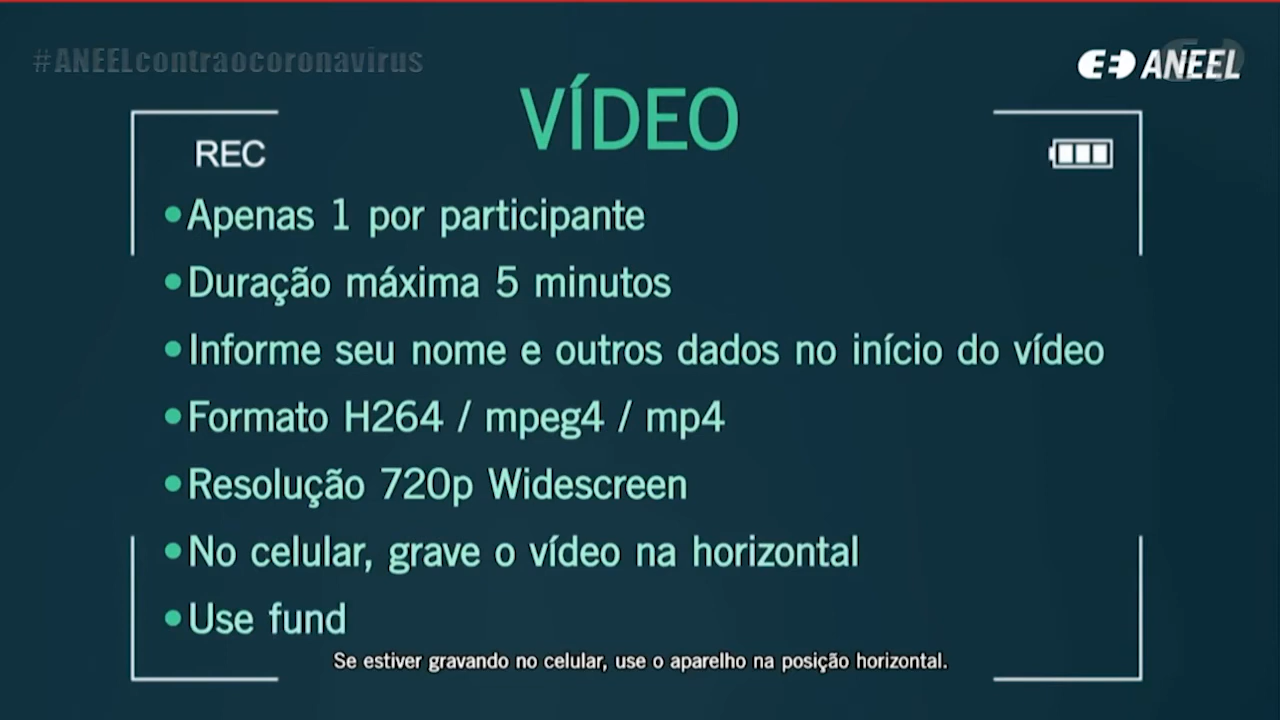 #ANEELcontraocoronavirus
ANEEL
VÍDEO
REC
•Apenas 1 por participante
•Duração máxima 5 minutos
•Informe seu nome e outros dados no início do vídeo
•Formato H264 / mpeg4 / mp4
•Resolução 720p Widescreen
•No celular, grave o vídeo na horizontal
•Use fund
Se estiver gravando no celular, use o aparelho na posição horizontal.